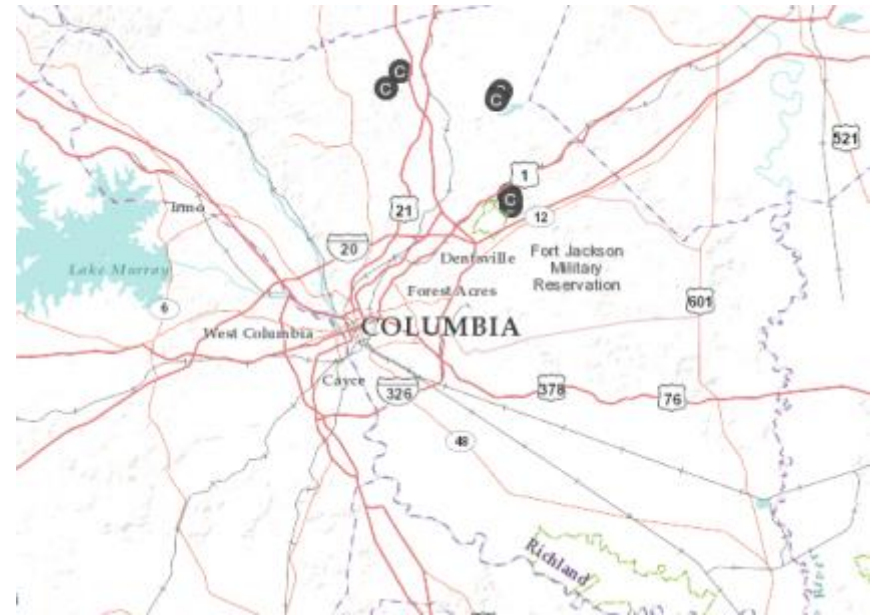 C
C
C
C
521
1
Irmo
21
12
20
Dentsville
Fort Jackson
Military
Reservation
Lake Murray
Forest Acres
601
6
West Columbia
COLUMBIA
Cayce
326
378
76
48
Richland
River